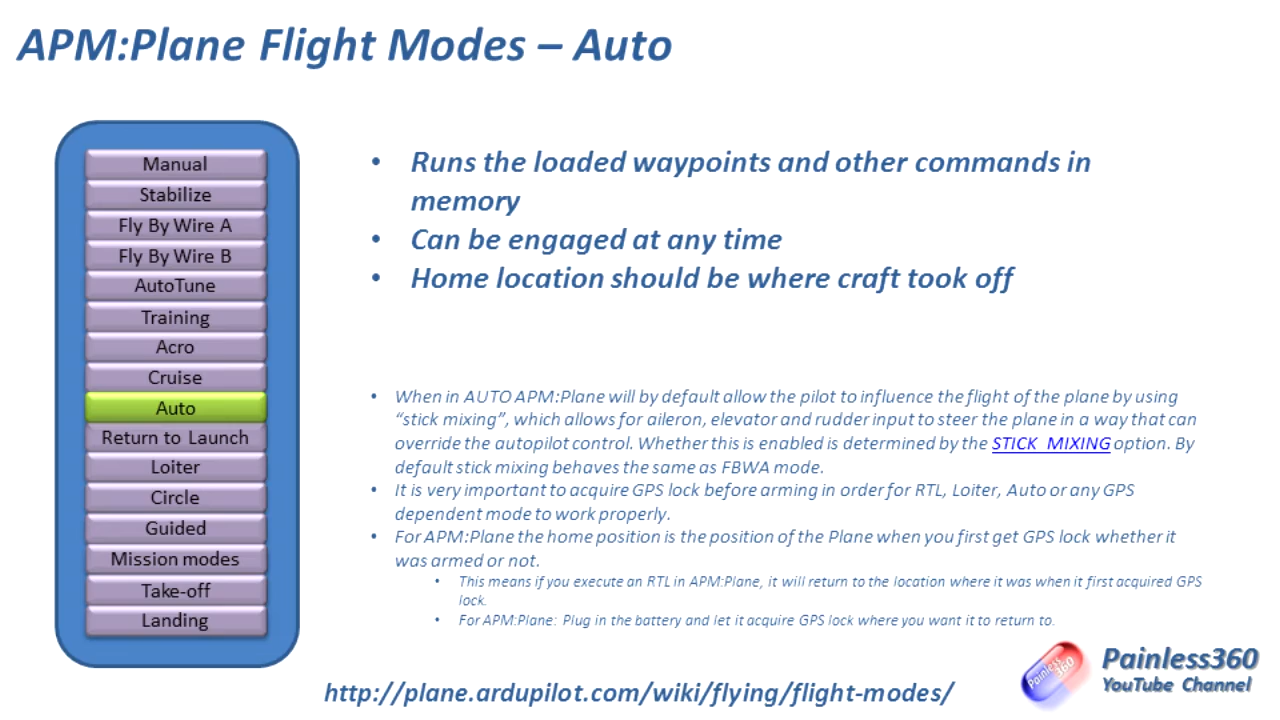 APM:Plane Flight Modes – Auto
Manual
Stabilize
Fly By Wire A
Fly By Wire B
AutoTune
Training
Acro
Cruise
Auto
Return to Launch
Loiter
Circle
Guided
Mission modes
Take-off
Landing
• Runs the loaded waypoints and other commands in
memory
• Can be engaged at any time
• Home location should be where craft took off
• When in AUTO APM:Plane will by default allow the pilot to influence the flight of the plane by using
“stick mixing”, which allows for aileron, elevator and rudder input to steer the plane in a way that can
override the autopilot control. Whether this is enabled is determined by the STICK_MIXING option. By
default stick mixing behaves the same as FBWA mode.
• It is very important to acquire GPS lock before arming in order for RTL, Loiter, Auto or any GPS
dependent mode to work properly.
• For APM:Plane the home position is the position of the Plane when you first get GPS lock whether it
was armed or not.
• This means if you execute an RTL in APM:Plane, it will return to the location where it was when it first acquired GPS
lock.
• For APM:Plane: Plug in the battery and let it acquire GPS lock where you want it to return to.
Painless
360
Painless360
YouTube Channel
http://plane.ardupilot.com/wiki/flying/flight-modes/